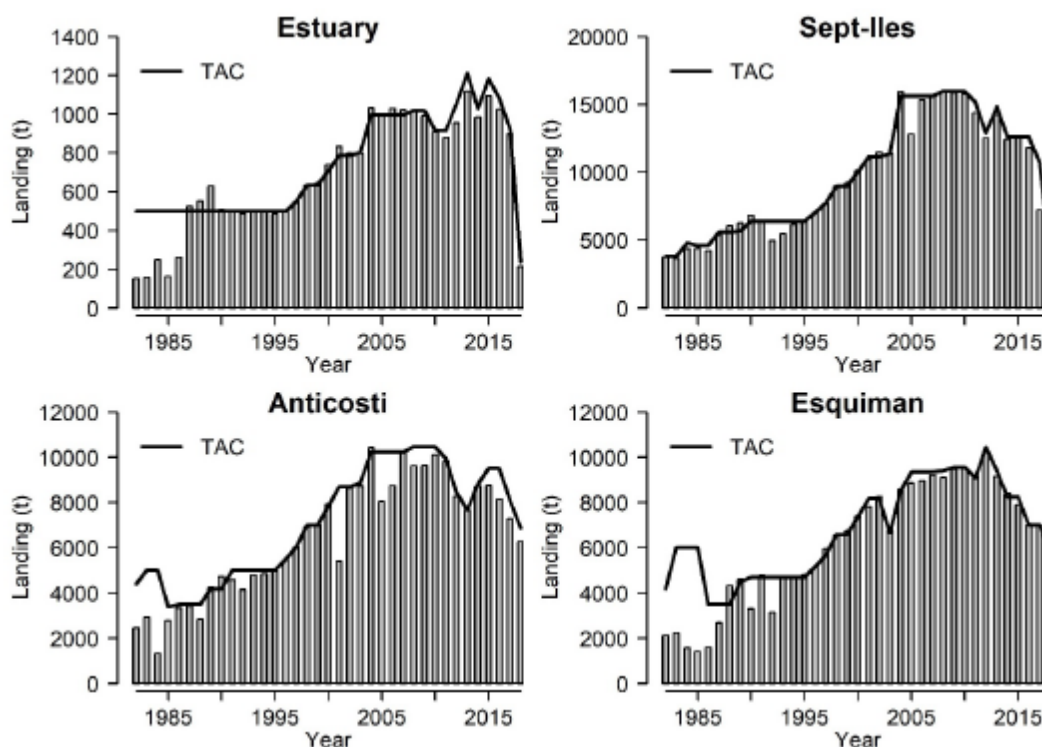 Estuary
TAC
Landing (t)
1400
1200
1000
800
600
400
200
0
1985
1995
2005
2015
Year
Sept-Iles
TAC
Landing (t)
20000
15000
10000
5000
0
1985
1995
2005
2015
Year
Anticosti
TAC
Landing (t)
12000
10000
8000
6000
4000
2000
0
1985
1995
2005
2015
Year
Esquiman
TAC
Landing (t)
12000
10000
8000
6000
4000
2000
0
1985
1995
2005
2015
Year